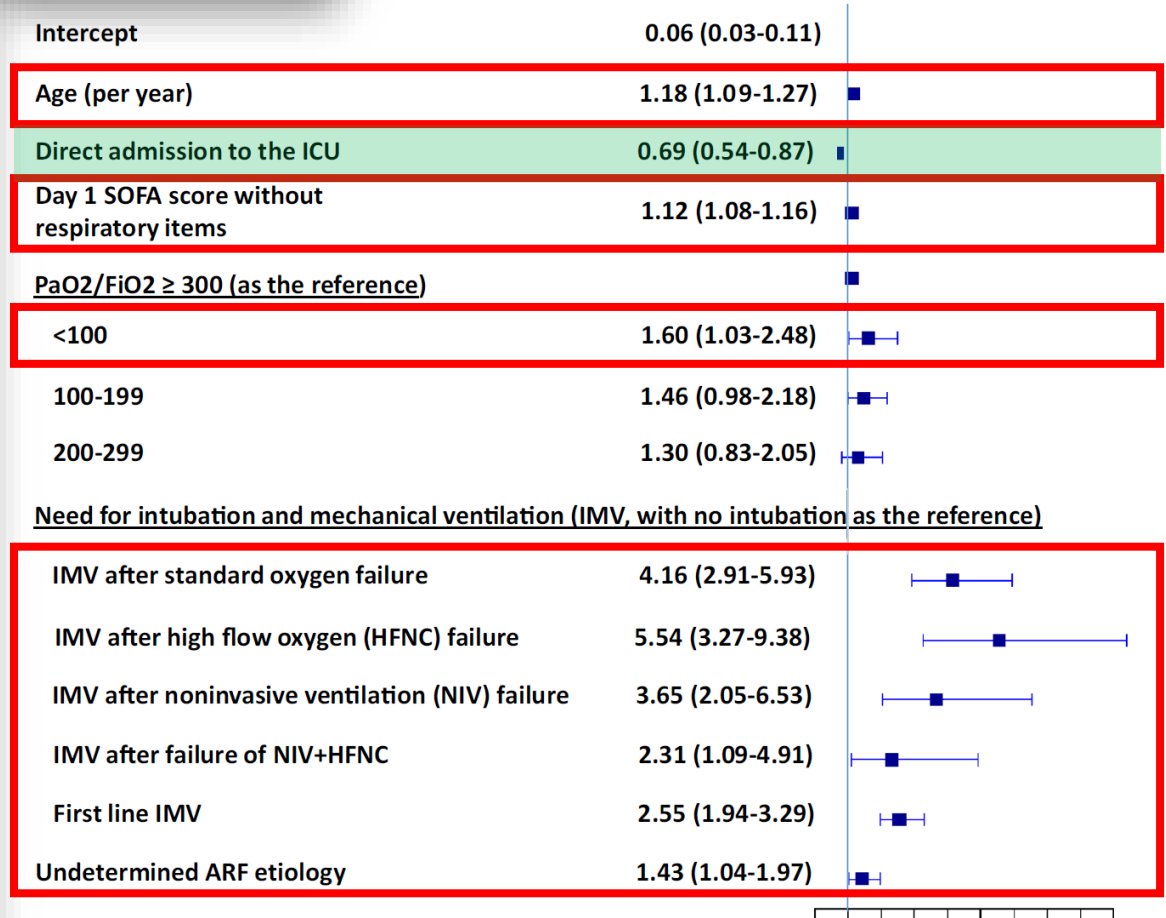 Intercept 0.06 (0.03-0.11)
Age (per year) 1.18 (1.09-1.27)
Direct admission to the ICU 0.69 (0.54-0.87)
Day 1 SOFA score without
respiratory items 1.12 (1.08-1.16)
PaO2/FiO2 ≥ 300 (as the reference)
<100 1.60 (1.03-2.48)
100-199 1.46 (0.98-2.18)
200-299 1.30 (0.83-2.05)
Need for intubation and mechanical ventilation (IMV, with no intubation as the reference)
IMV after standard oxygen failure 4.16 (2.91-5.93)
IMV after high flow oxygen (HFNC) failure 5.54 (3.27-9.38)
IMV after noninvasive ventilation (NIV) failure 3.65 (2.05-6.53)
IMV after failure of NIV+HFNC 2.31 (1.09-4.91)
First line IMV 2.55 (1.94-3.29)
Undetermined ARF etiology 1.43 (1.04-1.97)